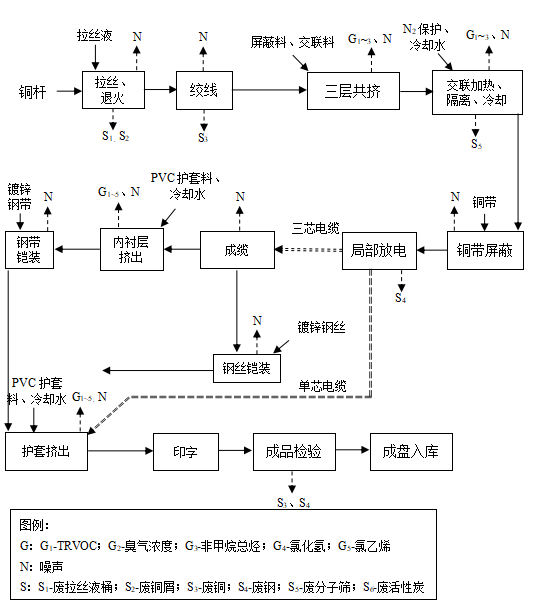 拉丝液 N N 屏蔽料、交联料 G₁~₃、N N₂保护、
冷却水 G₁~₃、N
铜杆 拉丝、
退火 绞线 三层共挤 交联加热、
隔离、冷却
S₁、S₂ S₃ S₅
镀锌
钢带 N G₁₋₅、N PVC 护套料、
冷却水 N 三芯电缆 N 铜带
钢带
铠装 内衬层
挤出 成缆 局部放电 铜带屏蔽
S₄
N 镀锌钢丝
钢丝铠装
单芯电缆
PVC 护套
料、冷却水 G₁₋₅、N
护套挤出 印字 成品检验 成盘入库
S₃、S₄
图例：
G：G₁-TRVOC；G₂-臭气浓度；G₃-非甲烷总烃；G₄-氯化氢；G₅-氯乙烯
N：噪声
S：S₁-废拉丝液桶；S₂-废铜屑；S₃-废铜；S₄-废钢；S₅-废分子筛；S₆-废活性炭